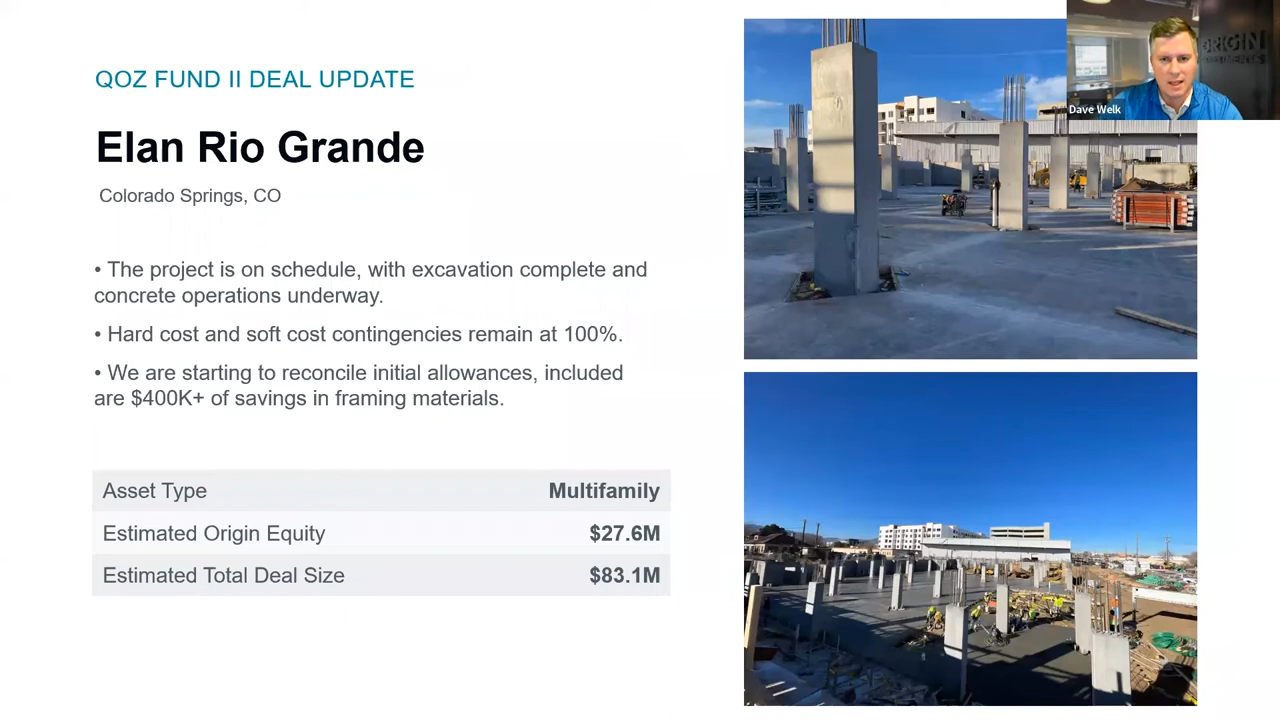 QOZ FUND II DEAL UPDATE
Elan Rio Grande
Colorado Springs, CO
• The project is on schedule, with excavation complete and
concrete operations underway.
• Hard cost and soft cost contingencies remain at 100%.
• We are starting to reconcile initial allowances, included
are $400K+ of savings in framing materials.
Asset Type Multifamily
Estimated Origin Equity $27.6M
Estimated Total Deal Size $83.1M
Dave Welk
ORIGIN